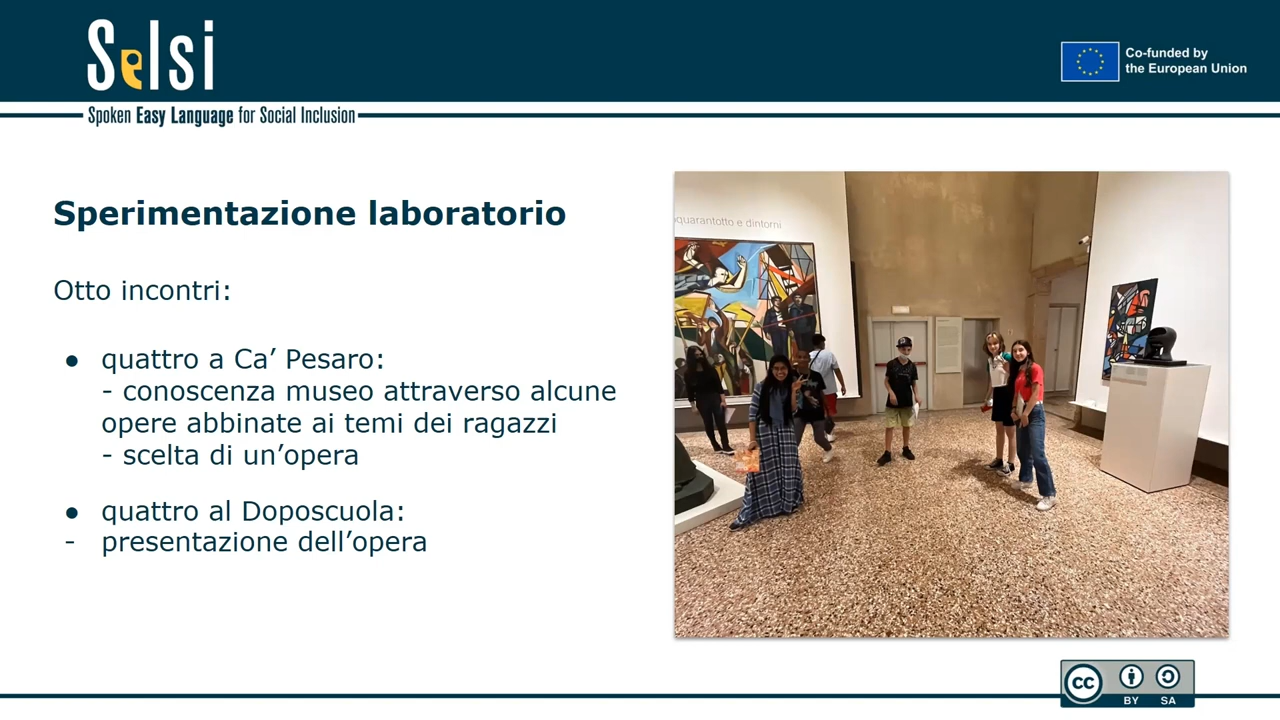 Selsi
Spoken Easy Language for Social Inclusion
Co-funded by
the European Union
Sperimentazione laboratorio
Otto incontri:
● quattro a Ca’ Pesaro:
- conoscenza museo attraverso alcune
opere abbinate ai temi dei ragazzi
- scelta di un’opera
● quattro al Doposcuola:
- presentazione dell’opera
oquarantotto e dintorni
cc
BY SA